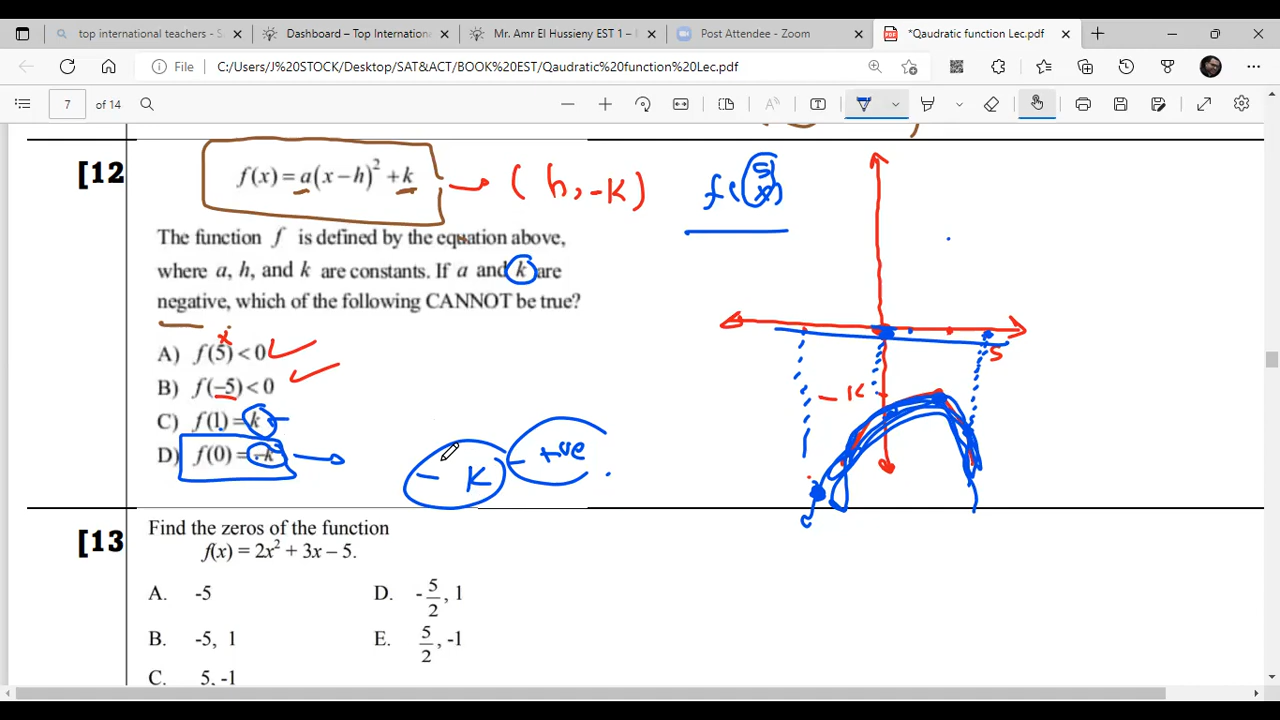 top international teachers - S
Dashboard – Top Internationa
Mr. Amr El Hussieny EST 1 –
Post Attendee - Zoom
*Qaudratic function Lec.pdf
File
C:/Users/J%20STOCK/Desktop/SAT&ACT/BOOK%20EST/Qaudratic%20function%20Lec.pdf
7 of 14
[12
f(x) = a(x−h)² + k
(h, -K)
f(
5
x)
The function f is defined by the equation above,
where a, h, and k are constants. If a and k are
negative, which of the following CANNOT be true?
x
A) f(5) < 0
B) f(−5) < 0
C) f(1) = k
D) f(0) = −k
- K
- +ve
5
- K
[13
Find the zeros of the function
f(x) = 2x² + 3x – 5.
A. -5
D. -5/2, 1
B. -5, 1
E. 5/2, -1
C. 5, -1